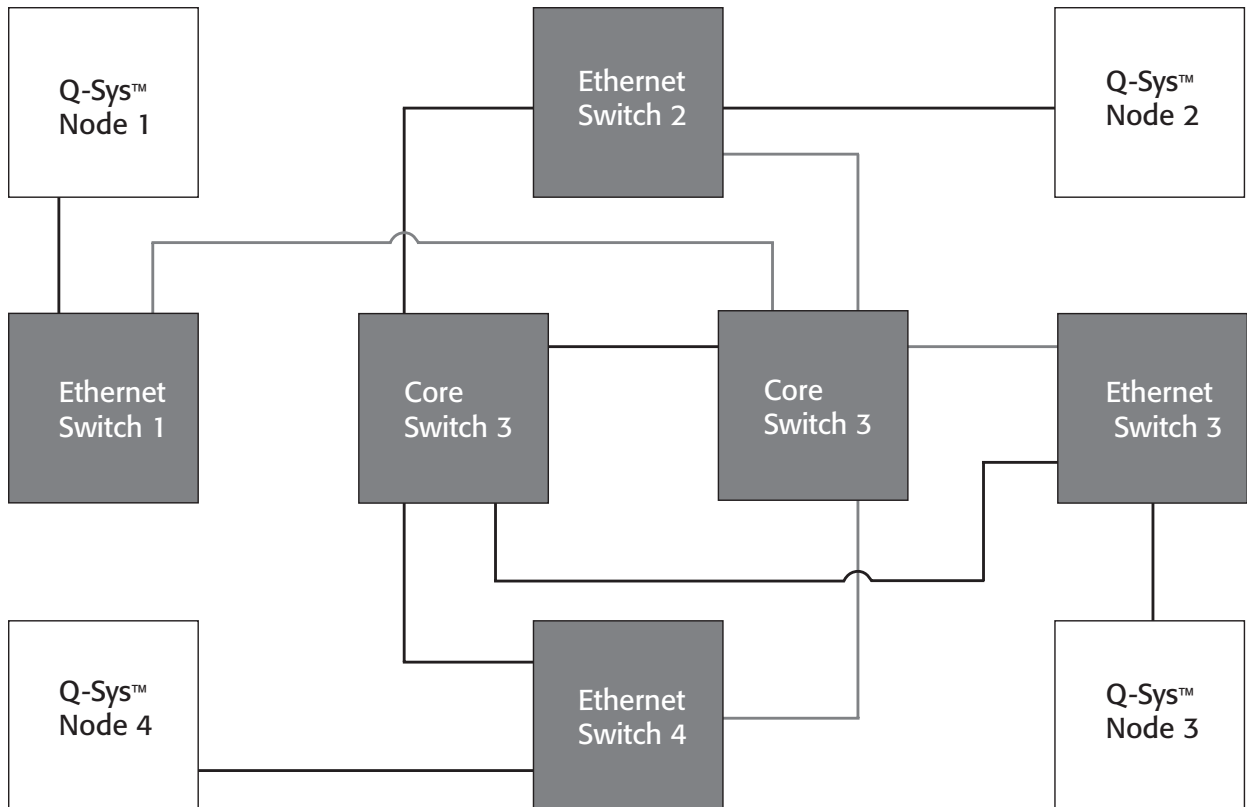 Q-Sys™
Node 1
Ethernet
Switch 2
Q-Sys™
Node 2
Ethernet
Switch 1
Core
Switch 3
Core
Switch 3
Ethernet
Switch 3
Q-Sys™
Node 4
Ethernet
Switch 4
Q-Sys™
Node 3